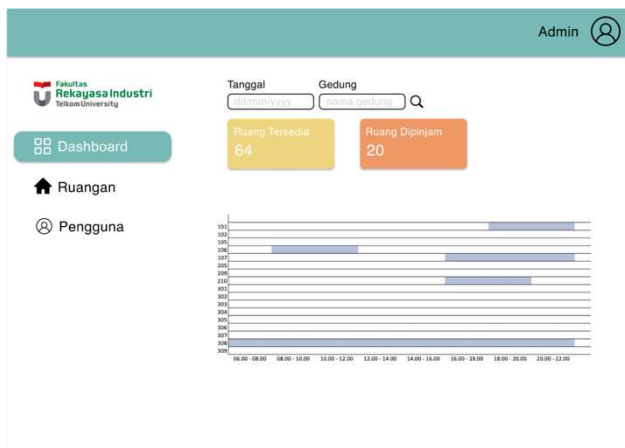 Admin
Fakultas
Rekayasa Industri
Telkom University
Dashboard
Ruangan
Pengguna
Tanggal
Gedung
dd/mm/yyyy
nama gedung
Ruang Tersedia
64
Ruang Dipinjam
20
101
102
105
106
107
205
209
210
301
302
303
304
305
306
307
308
309
06.00 - 08.00 08.00 - 10.00 10.00 - 12.00 12.00 - 14.00 14.00 - 16.00 16.00 - 18.00 18.00 - 20.00 20.00 - 22.00